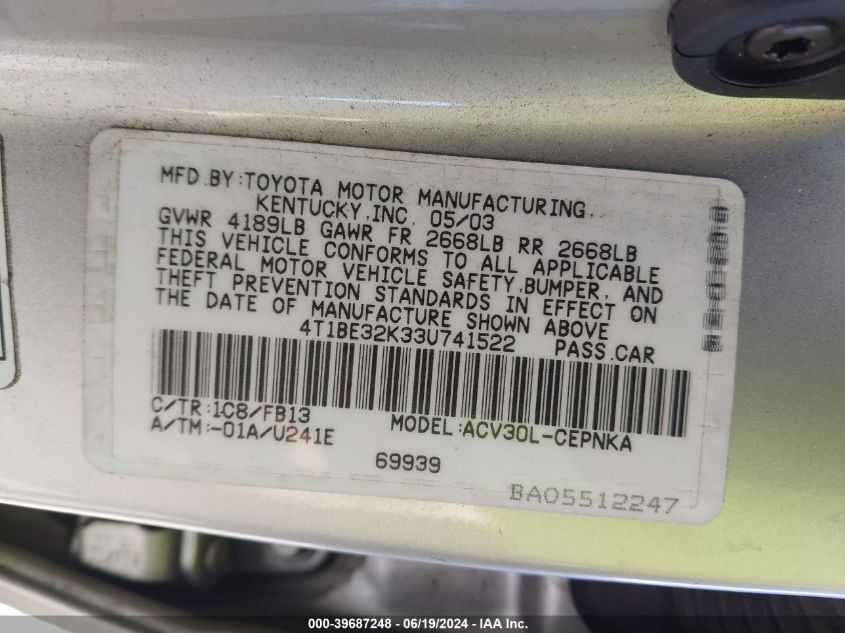 MFD.BY:TOYOTA MOTOR MANUFACTURING,
KENTUCKY,INC. 05/03
GVWR 4189LB GAWR FR 2668LB RR 2668LB
THIS VEHICLE CONFORMS TO ALL APPLICABLE
FEDERAL MOTOR VEHICLE SAFETY,BUMPER, AND
THEFT PREVENTION STANDARDS IN EFFECT ON
THE DATE OF MANUFACTURE SHOWN ABOVE
4T1BE32K33U741522 PASS.CAR
C/TR:1C8/FB13
A/TM:-01A/U241E
MODEL:ACV30L-CEPNKA
69939
BA05512247
000-39687248 - 06/19/2024 - IAAI, Inc.